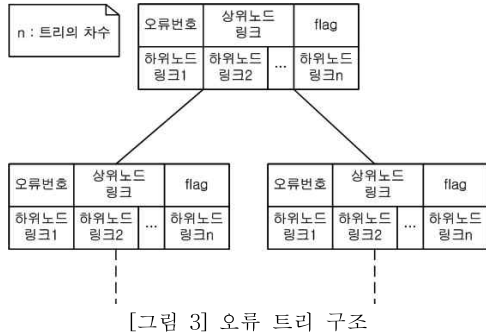 n : 트리의 차수
오류번호
상위노드
링크
flag
하위노드
링크1
하위노드
링크2
...
하위노드
링크n
오류번호
상위노드
링크
flag
하위노드
링크1
하위노드
링크2
...
하위노드
링크n
오류번호
상위노드
링크
flag
하위노드
링크1
하위노드
링크2
...
하위노드
링크n
[그림 3] 오류 트리 구조